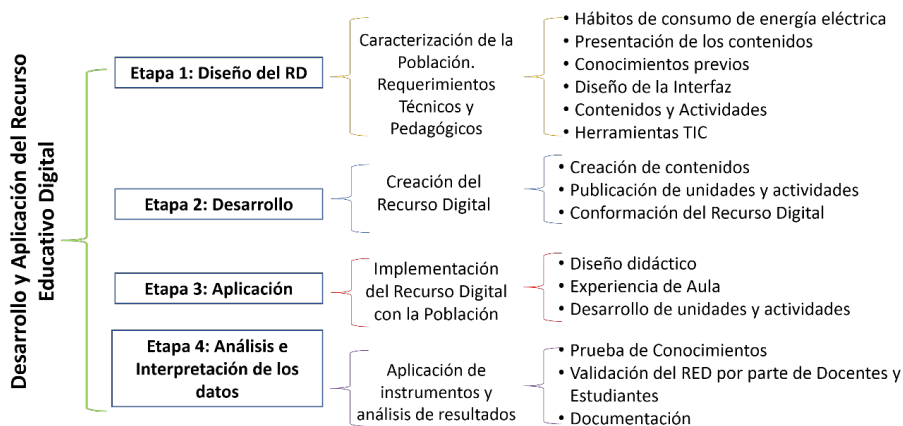 Desarrollo y Aplicación del Recurso
Educativo Digital
Etapa 1: Diseño del RD
Caracterización de la
Población.
Requerimientos
Técnicos y
Pedagógicos
• Hábitos de consumo de energía eléctrica
• Presentación de los contenidos
• Conocimientos previos
• Diseño de la Interfaz
• Contenidos y Actividades
• Herramientas TIC
Etapa 2: Desarrollo
Creación del
Recurso Digital
• Creación de contenidos
• Publicación de unidades y actividades
• Conformación del Recurso Digital
Etapa 3: Aplicación
Implementación
del Recurso Digital
con la Población
• Diseño didáctico
• Experiencia de Aula
• Desarrollo de unidades y actividades
Etapa 4: Análisis e
Interpretación de los
datos
Aplicación de
instrumentos y
análisis de resultados
• Prueba de Conocimientos
• Validación del RED por parte de Docentes y
Estudiantes
• Documentación